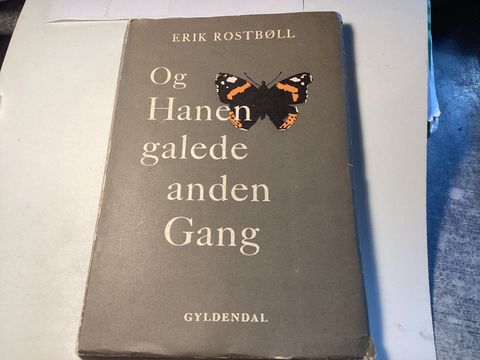 ERIK ROSTBØLL
Og
Hanen
galede
anden
Gang
GYLDENDAL